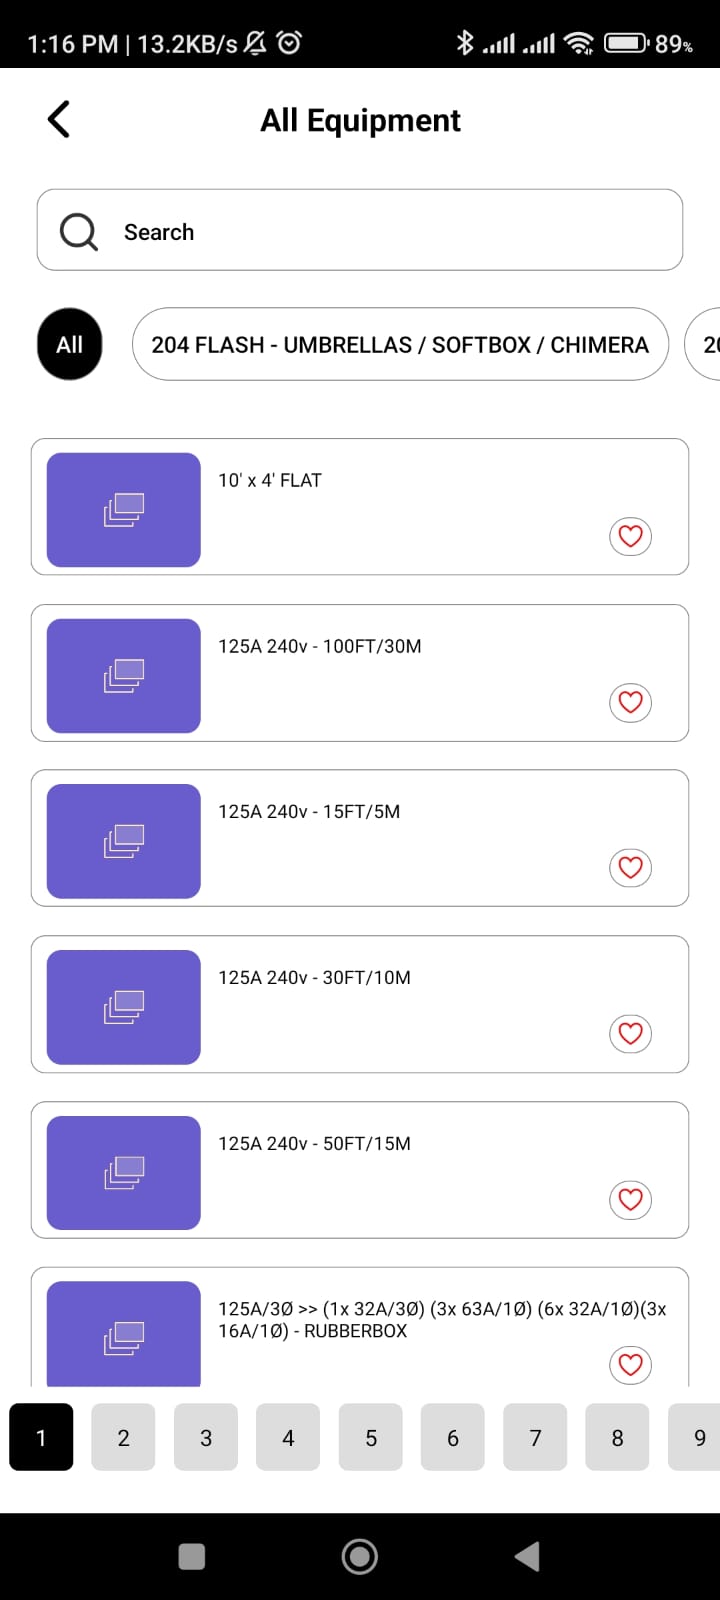 1:16 PM | 13.2KB/s 89%
All Equipment
Search
All 204 FLASH - UMBRELLAS / SOFTBOX / CHIMERA
10' x 4' FLAT
125A 240v - 100FT/30M
125A 240v - 15FT/5M
125A 240v - 30FT/10M
125A 240v - 50FT/15M
125A/3Ø >> (1x 32A/3Ø) (3x 63A/1Ø) (6x 32A/1Ø)(3x
16A/1Ø) - RUBBERBOX
1 2 3 4 5 6 7 8 9